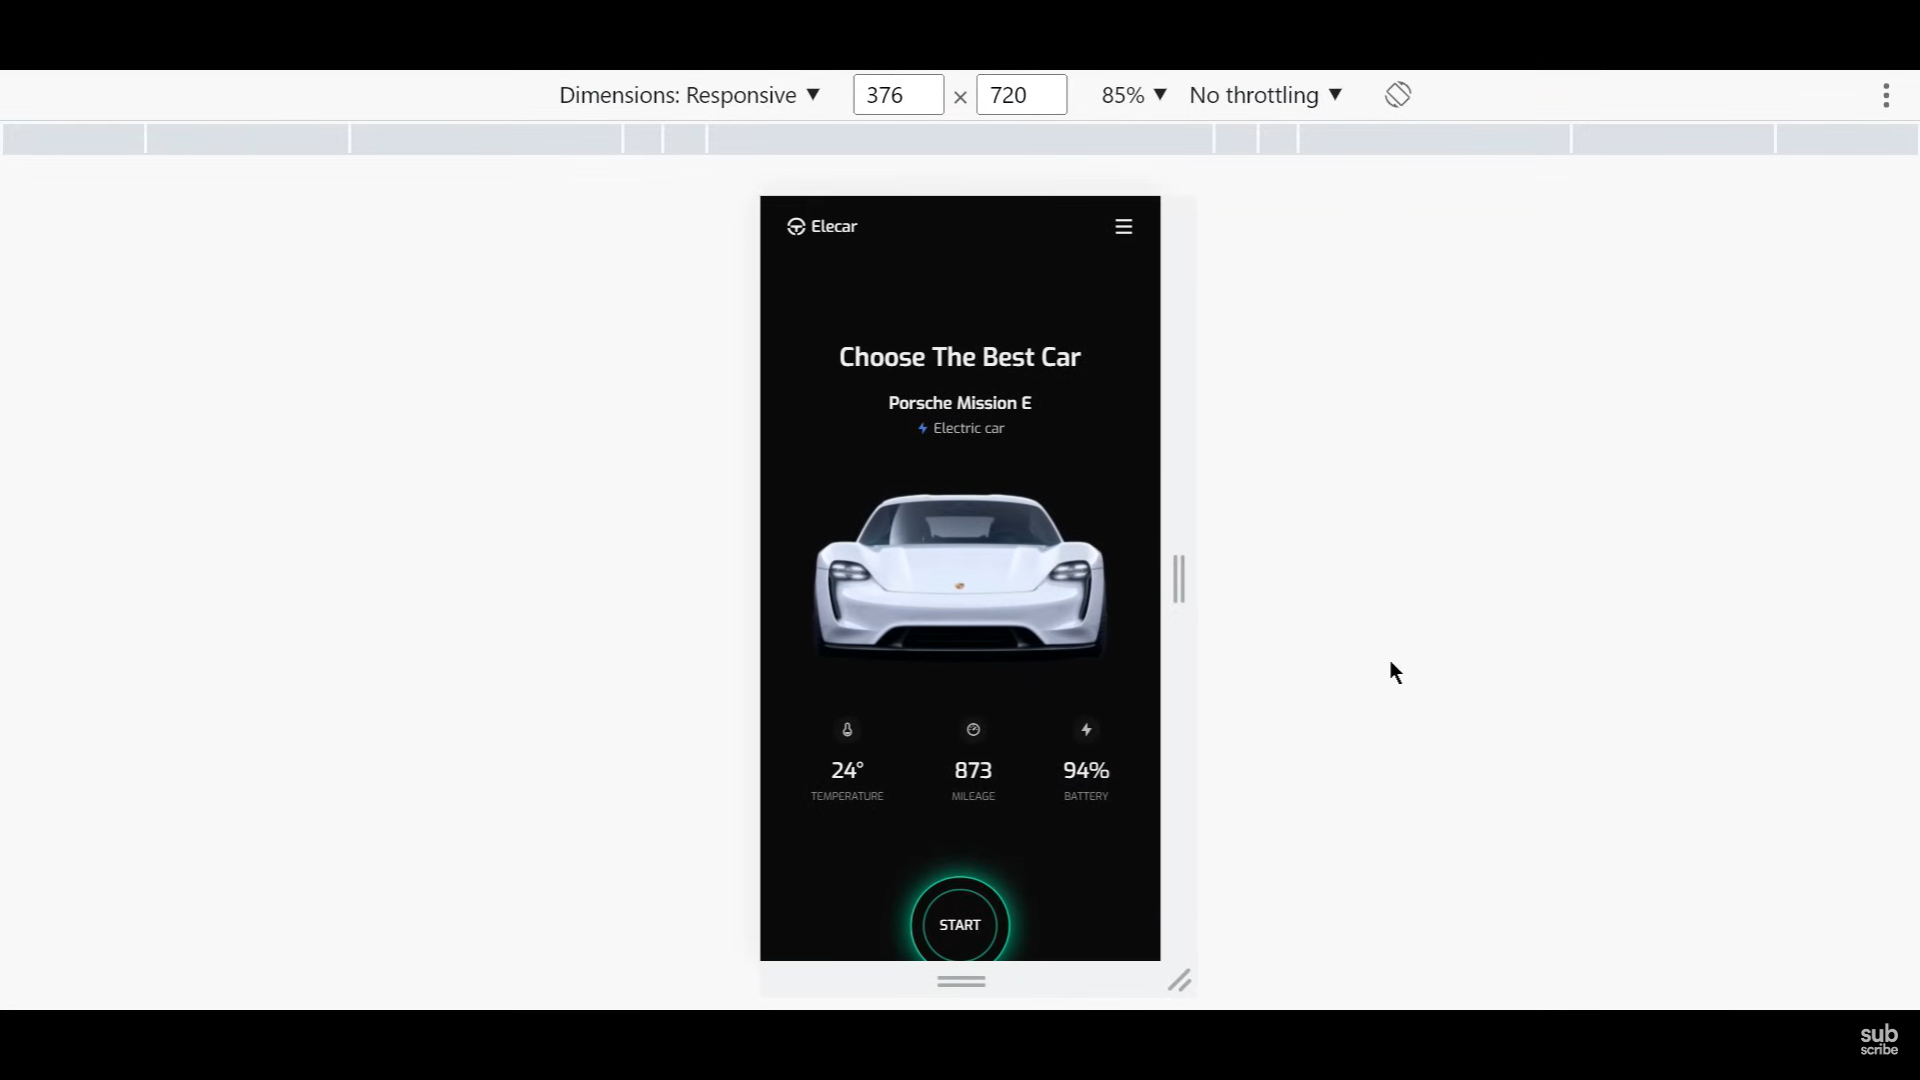 Dimensions: Responsive ▼ 376 × 720 85% ▼ No throttling ▼
Elecar
Choose The Best Car
Porsche Mission E
Electric car
24° 873 94%
TEMPERATURE MILEAGE BATTERY
START
sub
scribe